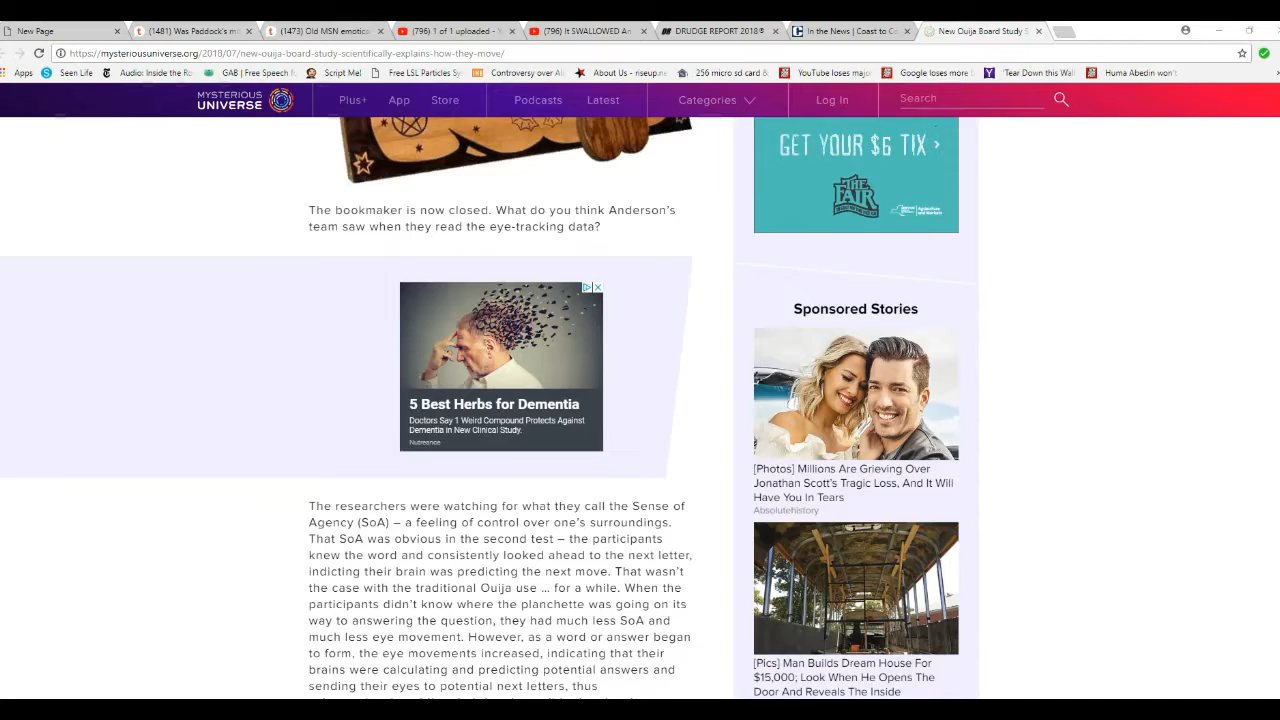 New Page
(1481) Was Paddock's m
(1473) Old MSN emotico
(796) 1 of 1 uploaded -
(796) It SWALLOWED An
DRUDGE REPORT 2018®
In the News | Coast to Co
New Ouija Board Study S
https://mysteriousuniverse.org/2018/07/new-ouija-board-study-scientifically-explains-how-they-move/
Apps
Seen Life
Audio: Inside the Ro
GAB | Free Speech f
Script Me!
Free LSL Particles Sy
Controversy over Al
About Us - riseup.ne
256 micro sd card &
YouTube loses majo
Google loses more
'Tear Down this Wal
Huma Abedin won't
MYSTERIOUS
UNIVERSE
Plus+
App
Store
Podcasts
Latest
Categories
Log In
Search
GET YOUR $6 TIX >
THE
FAIR
The bookmaker is now closed. What do you think Anderson's
team saw when they read the eye-tracking data?
5 Best Herbs for Dementia
Doctors Say 1 Weird Compound Protects Against
Dementia in New Clinical Study.
Nutreance
Sponsored Stories
[Photos] Millions Are Grieving Over
Jonathan Scott's Tragic Loss, And It Will
Have You In Tears
Absolutehistory
[Pics] Man Builds Dream House For
$15,000; Look When He Opens The
Door And Reveals The Inside
The researchers were watching for what they call the Sense of
Agency (SoA) – a feeling of control over one's surroundings.
That SoA was obvious in the second test – the participants
knew the word and consistently looked ahead to the next letter,
indicting their brain was predicting the next move. That wasn't
the case with the traditional Ouija use … for a while. When the
participants didn't know where the planchette was going on its
way to answering the question, they had much less SoA and
much less eye movement. However, as a word or answer began
to form, the eye movements increased, indicating that their
brains were calculating and predicting potential answers and
sending their eyes to potential next letters, thus